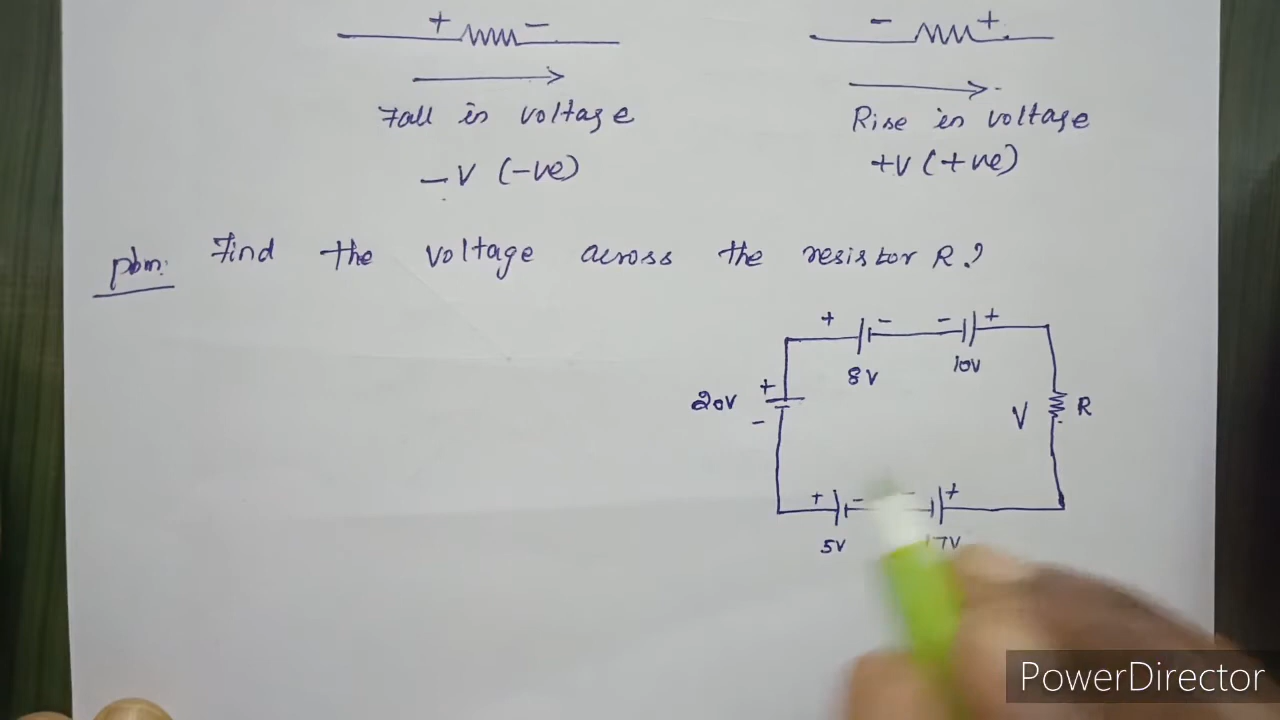 + -
- +
Fall in voltage
Rise in voltage
-V (-ve)
+V (+ve)
pbm: Find the voltage across the resistor R?
+ - - +
8V 10V
20V + -
V R
+ - - +
5V
PowerDirector